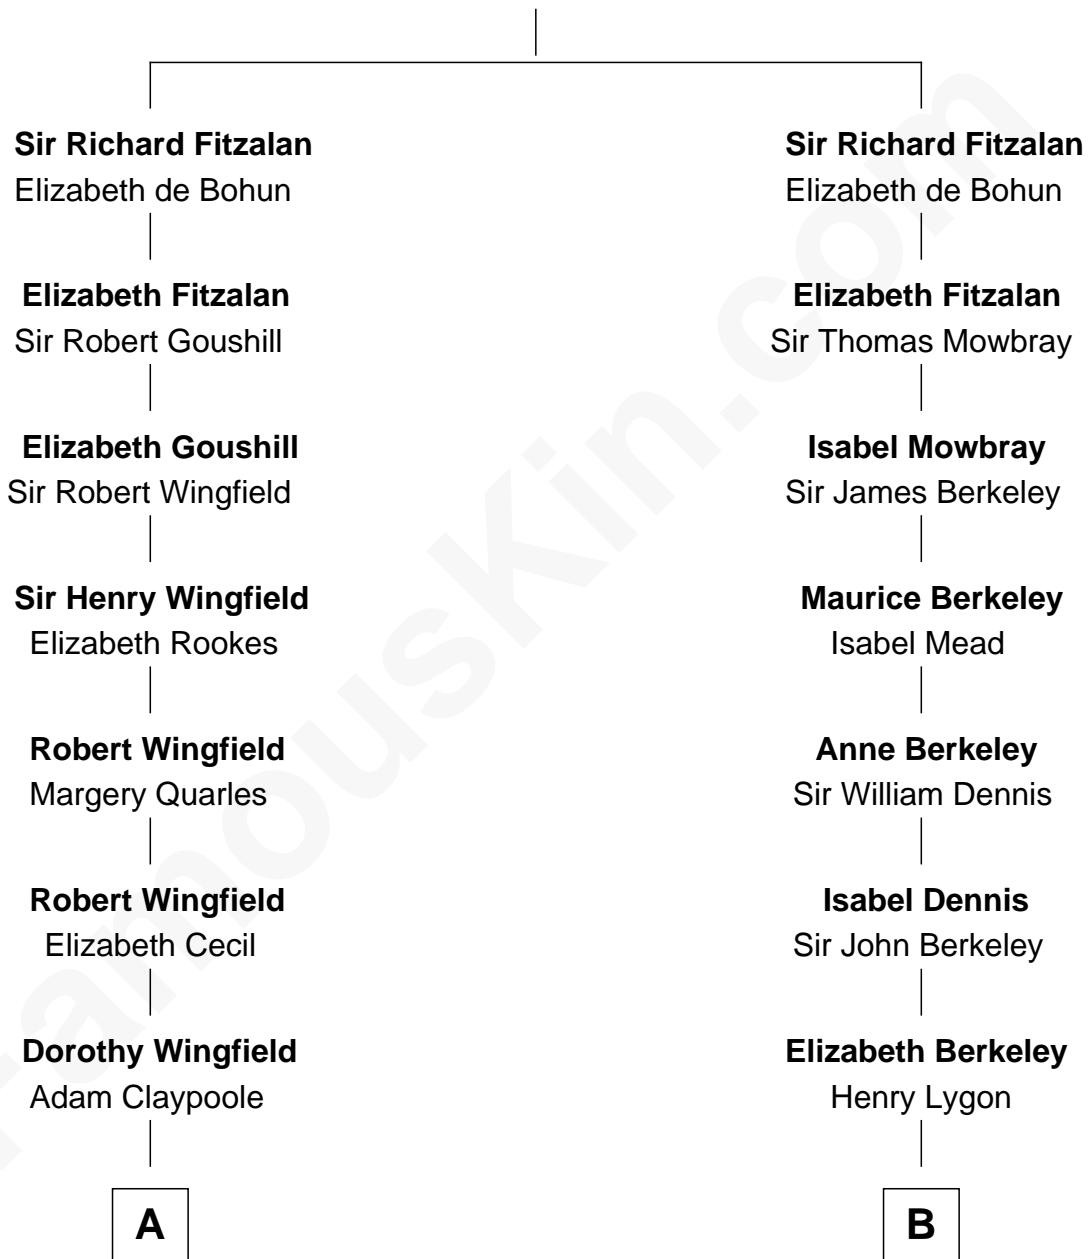 Sir Richard Fitzalan
Elizabeth de Bohun
Elizabeth Fitzalan
Sir Robert Goushill
Elizabeth Goushill
Sir Robert Wingfield
Sir Henry Wingfield
Elizabeth Rookes
Robert Wingfield
Margery Quarles
Robert Wingfield
Elizabeth Cecil
Dorothy Wingfield
Adam Claypoole
A
Sir Richard Fitzalan
Elizabeth de Bohun
Elizabeth Fitzalan
Sir Thomas Mowbray
Isabel Mowbray
Sir James Berkeley
Maurice Berkeley
Isabel Mead
Anne Berkeley
Sir William Dennis
Isabel Dennis
Sir John Berkeley
Elizabeth Berkeley
Henry Lygon
B
FamousKin.com